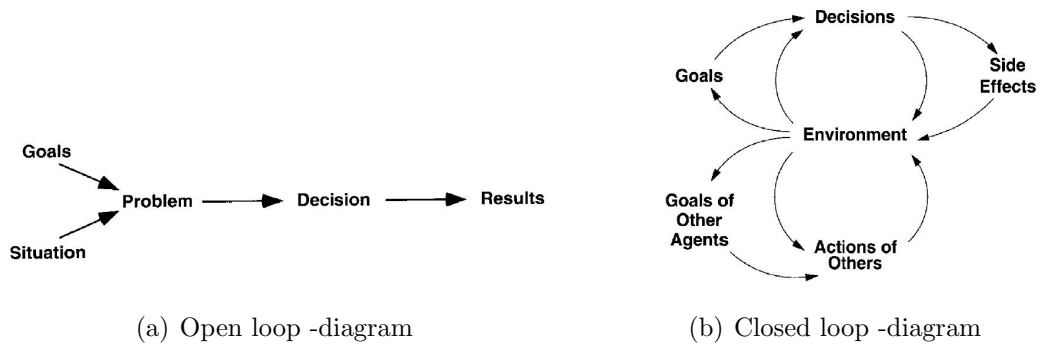 Goals
Situation
Problem
Decision
Results
(a) Open loop -diagram
Decisions
Goals
Side
Effects
Environment
Goals of
Other
Agents
Actions of
Others
(b) Closed loop -diagram